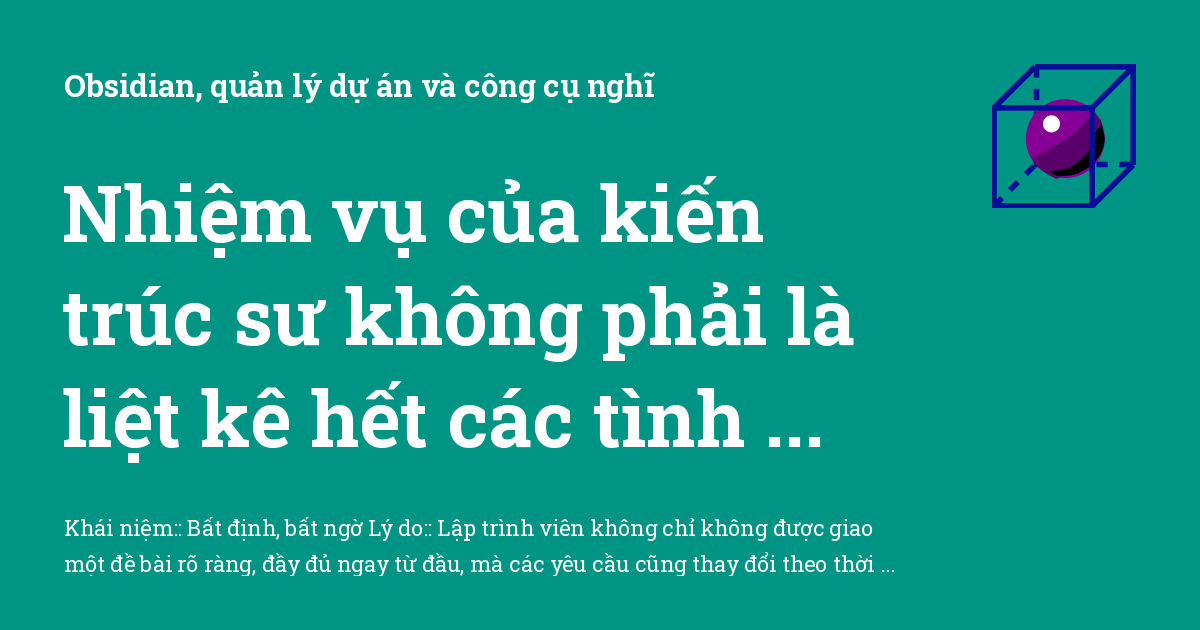 Obsidian, quản lý dự án và công cụ nghĩ
Nhiệm vụ của kiến
trúc sư không phải là
liệt kê hết các tình ...
Khái niệm:: Bất định, bất ngờ Lý do:: Lập trình viên không chỉ không được giao
một đề bài rõ ràng, đầy đủ ngay từ đầu, mà các yêu cầu cũng thay đổi theo thời ...